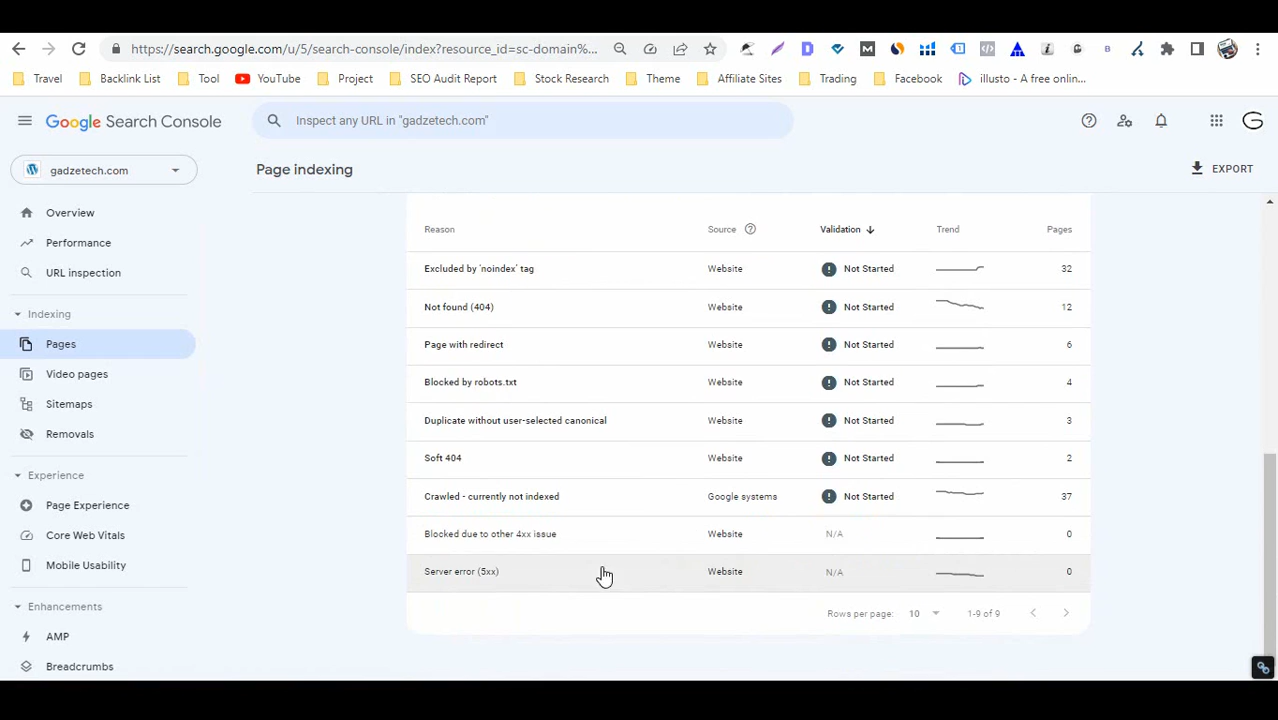 https://search.google.com/u/5/search-console/index?resource_id=sc-domain%...
Travel Backlink List Tool YouTube Project SEO Audit Report Stock Research Theme Affiliate Sites Trading Facebook illusto - A free onlin...
Google Search Console Inspect any URL in "gadzetech.com"
gadzetech.com Page indexing EXPORT
Overview
Performance
URL inspection
Indexing
Pages
Video pages
Sitemaps
Removals
Experience
Page Experience
Core Web Vitals
Mobile Usability
Enhancements
AMP
Breadcrumbs
Reason Source Validation Trend Pages
Excluded by 'noindex' tag Website Not Started 32
Not found (404) Website Not Started 12
Page with redirect Website Not Started 6
Blocked by robots.txt Website Not Started 4
Duplicate without user-selected canonical Website Not Started 3
Soft 404 Website Not Started 2
Crawled - currently not indexed Google systems Not Started 37
Blocked due to other 4xx issue Website N/A 0
Server error (5xx) Website N/A 0
Rows per page: 10 1-9 of 9